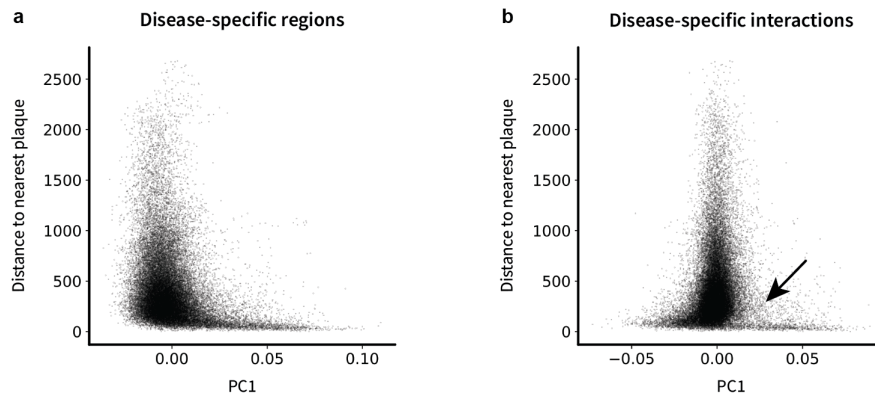 a
Disease-specific regions
Distance to nearest plaque
2500
2000
1500
1000
500
0
0.00 0.05 0.10
PC1
b
Disease-specific interactions
Distance to nearest plaque
2500
2000
1500
1000
500
0
−0.05 0.00 0.05
PC1